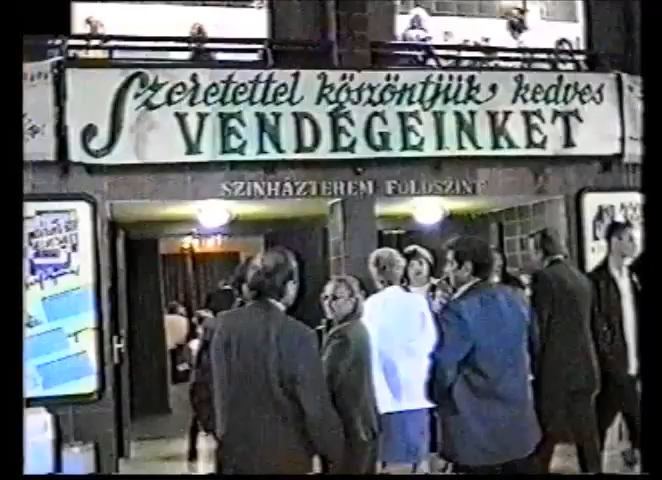 Szeretettel köszöntjük kedves
VENDÉGEINKET
SZINHÁZTEREM FÖLDSZINT